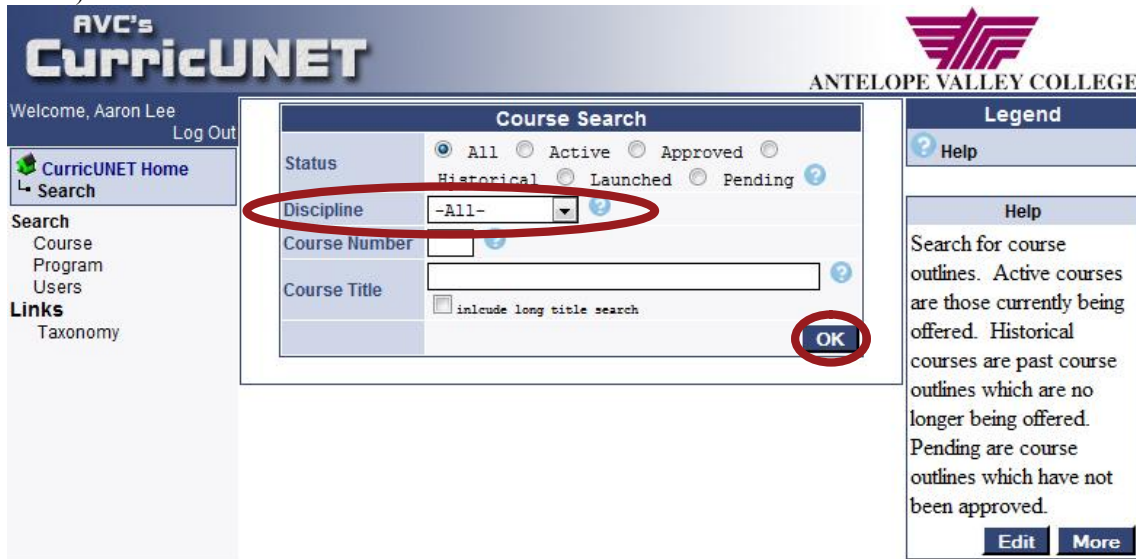 AVC's
CurricUNET
ANTELOPE VALLEY COLLEGE
Welcome, Aaron Lee
Log Out
CurricUNET Home
Search
Search
Course
Program
Users
Links
Taxonomy
Course Search
Status
All Active Approved
Historical Launched Pending ?
Discipline
-All- ?
Course Number
?
Course Title
?
inlcude long title search
OK
Legend
? Help
Help
Search for course
outlines. Active courses
are those currently being
offered. Historical
courses are past course
outlines which are no
longer being offered.
Pending are course
outlines which have not
been approved.
Edit More